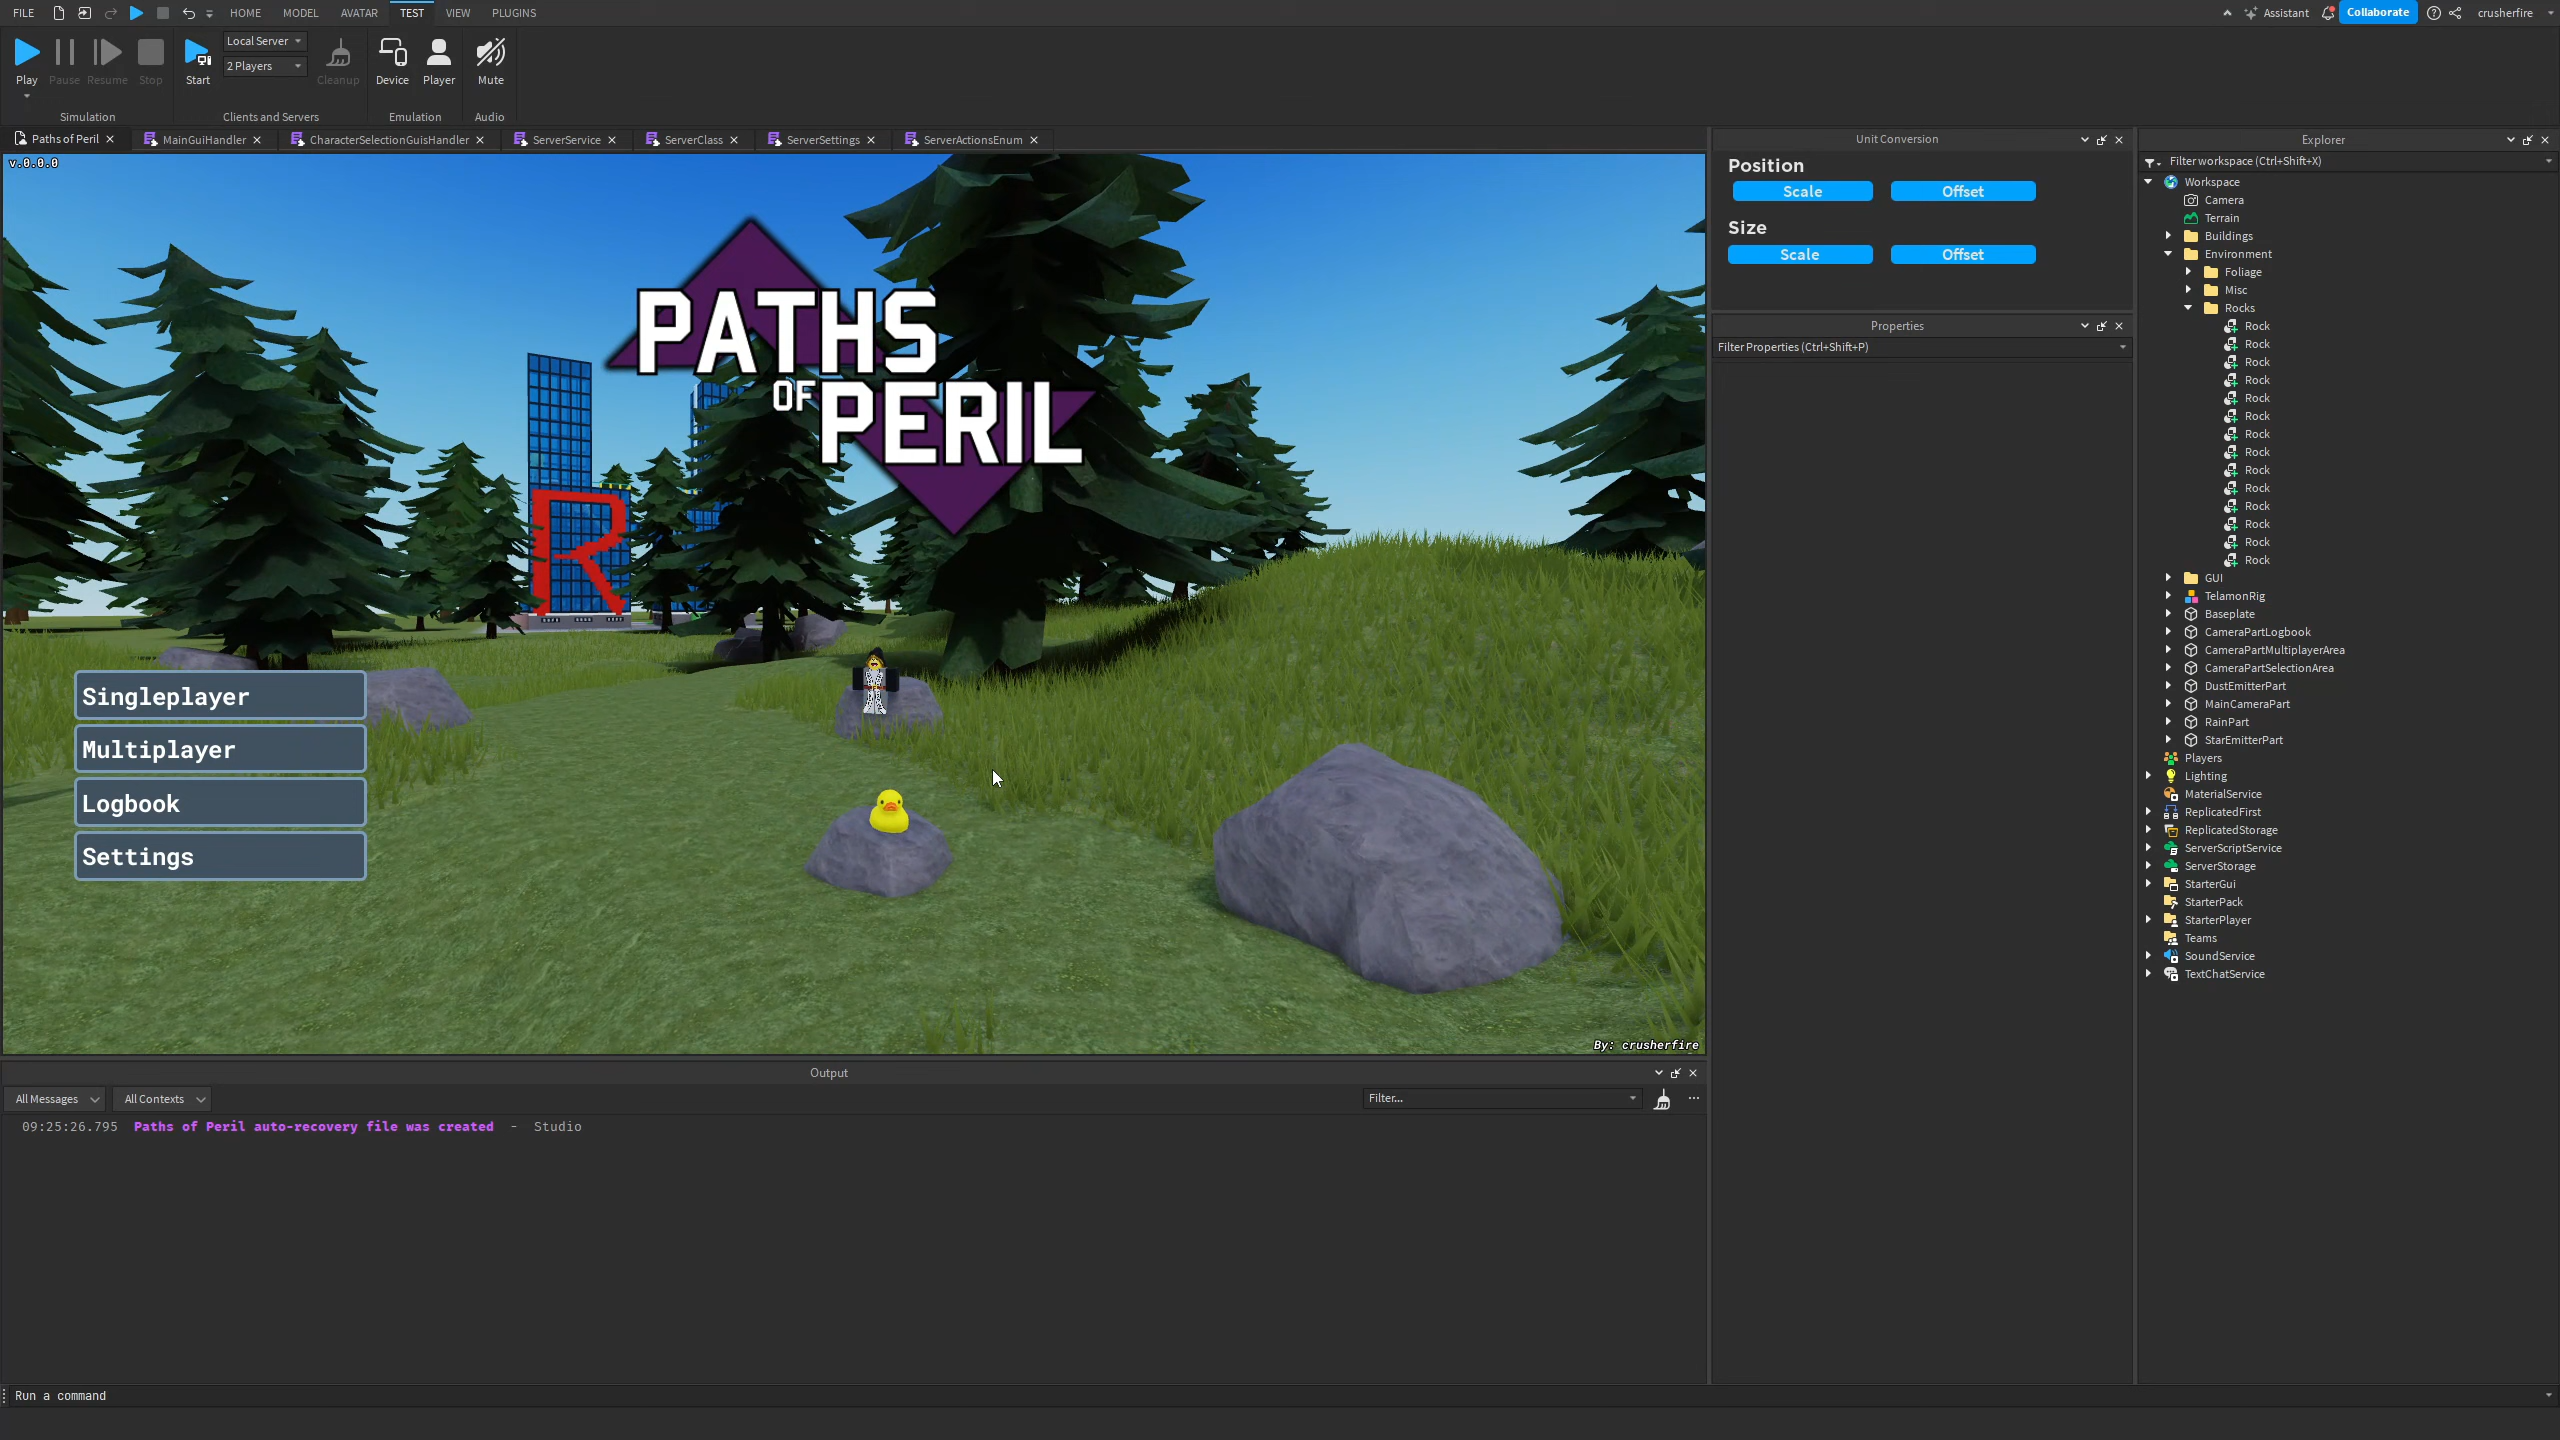 FILE HOME MODEL AVATAR TEST VIEW PLUGINS Assistant Collaborate crusherfire
Play Pause Resume Stop Start Local Server 2 Players Cleanup Device Player Mute
Simulation Clients and Servers Emulation Audio
Paths of Peril MainGuiHandler CharacterSelectionGuisHandler ServerService ServerClass ServerSettings ServerActionsEnum
v.0.0.0
PATHS
OF
PERIL
R
Singleplayer
Multiplayer
Logbook
Settings
By: crusherfire
Output
All Messages All Contexts Filter...
09:25:26.795 Paths of Peril auto-recovery file was created - Studio
Run a command
Unit Conversion
Position
Scale Offset
Size
Scale Offset
Properties
Filter Properties (Ctrl+Shift+P)
Explorer
Filter workspace (Ctrl+Shift+X)
Workspace
Camera
Terrain
Buildings
Environment
Foliage
Misc
Rocks
Rock
Rock
Rock
Rock
Rock
Rock
Rock
Rock
Rock
Rock
Rock
Rock
Rock
Rock
GUI
TelamonRig
Baseplate
CameraPartLogbook
CameraPartMultiplayerArea
CameraPartSelectionArea
DustEmitterPart
MainCameraPart
RainPart
StarEmitterPart
Players
Lighting
MaterialService
ReplicatedFirst
ReplicatedStorage
ServerScriptService
ServerStorage
StarterGui
StarterPack
StarterPlayer
Teams
SoundService
TextChatService